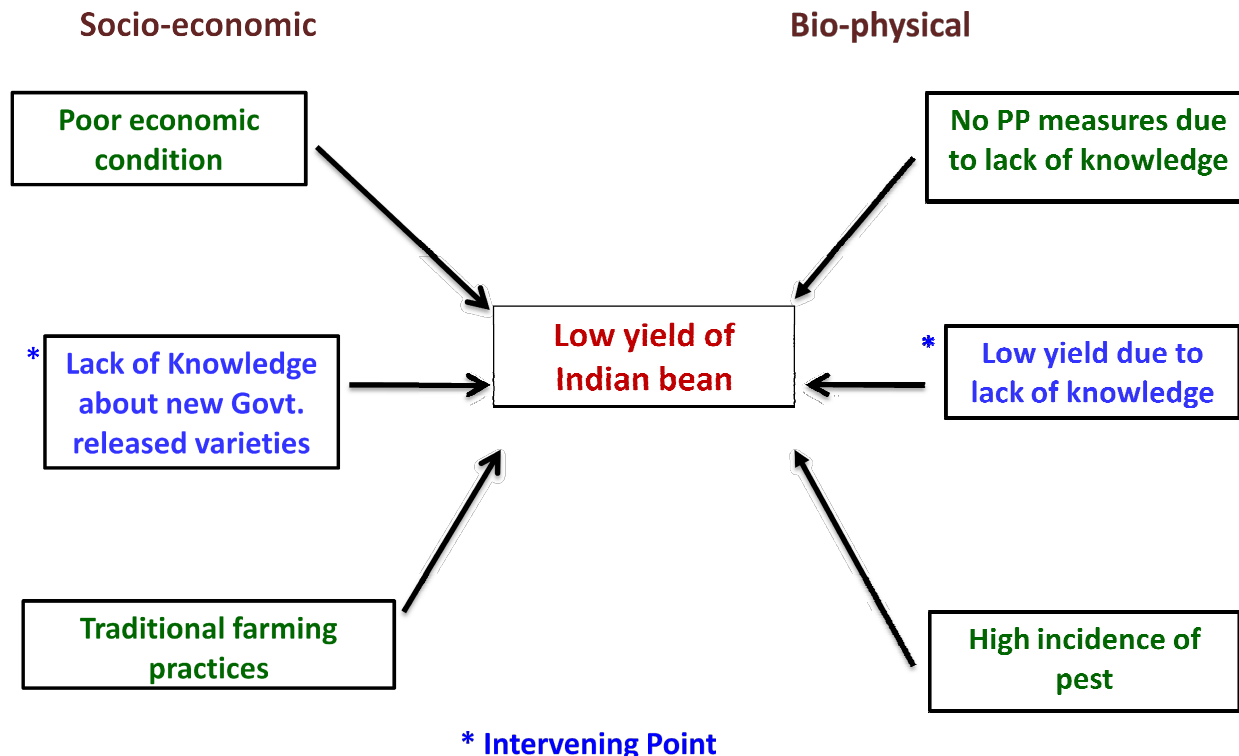 Socio-economic
Bio-physical
Poor economic
condition
No PP measures due
to lack of knowledge
* Lack of Knowledge
about new Govt.
released varieties
Low yield of
Indian bean
* Low yield due to
lack of knowledge
Traditional farming
practices
High incidence of
pest
* Intervening Point